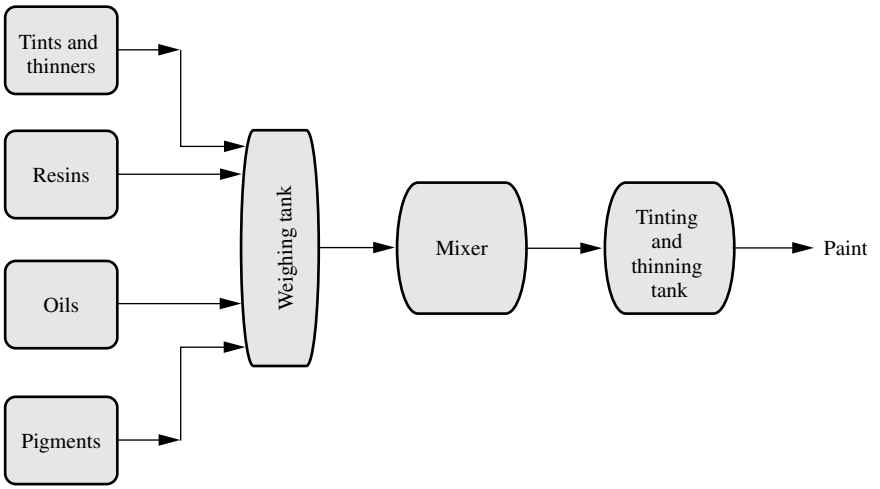 Tints and
thinners
Resins
Oils
Pigments
Weighing tank
Mixer
Tinting
and
thinning
tank
Paint